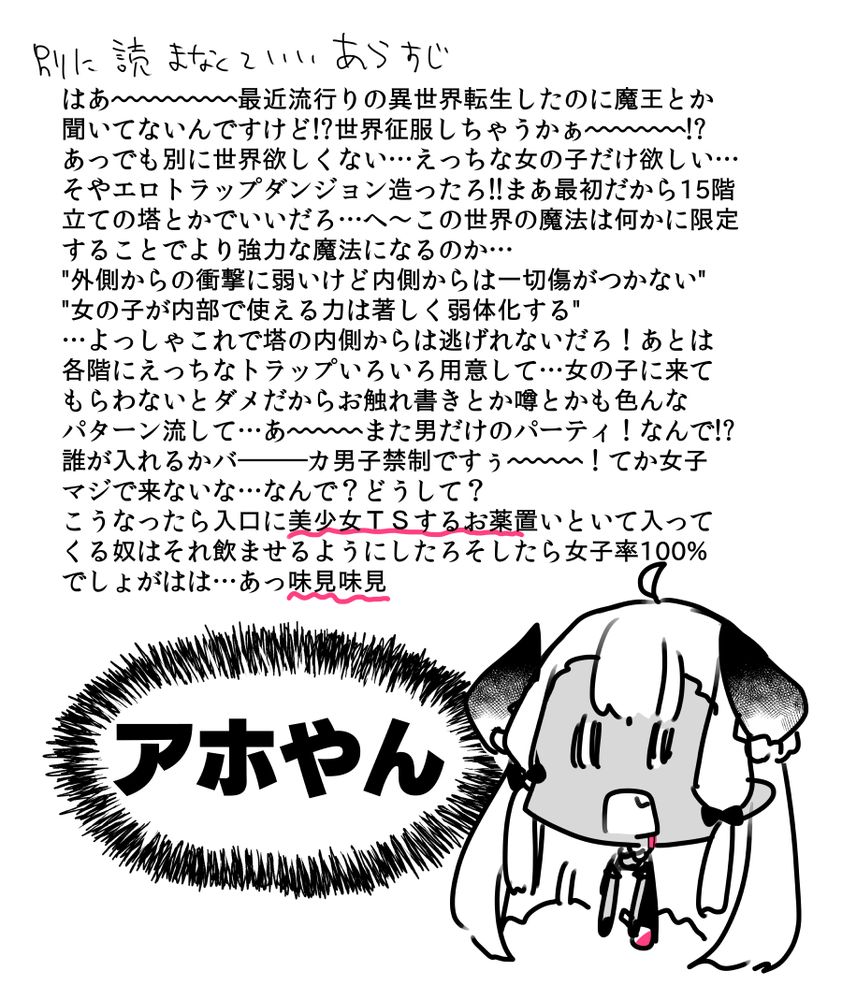 別に読まなくていいあらすじ
はあ〜〜〜〜〜〜〜最近流行りの異世界転生したのに魔王とか
聞いてないんですけど!?世界征服しちゃうかぁ〜〜〜〜〜!?
あっでも別に世界欲しくない…えっちな女の子だけ欲しい…
そやエロトラップダンジョン造ったろ!!まあ最初だから15階
立ての塔とかでいいだろ…へ〜この世界の魔法は何かに限定
することでより強力な魔法になるのか…
"外側からの衝撃に弱いけど内側からは一切傷がつかない"
"女の子が内部で使える力は著しく弱体化する"
…よっしゃこれで塔の内側からは逃げれないだろ！あとは
各階にえっちなトラップいろいろ用意して…女の子に来て
もらわないとダメだからお触れ書きとか噂とかも色んな
パターン流して…あ〜〜〜また男だけのパーティ！なんで!?
誰が入れるかバ―――カ男子禁制ですぅ〜〜〜〜！てか女子
マジで来ないな…なんで？どうして？
こうなったら入口に美少女ＴＳするお薬置いといて入って
くる奴はそれ飲ませるようにしたろそしたら女子率100%
でしょがはは…あっ味見味見
アホやん